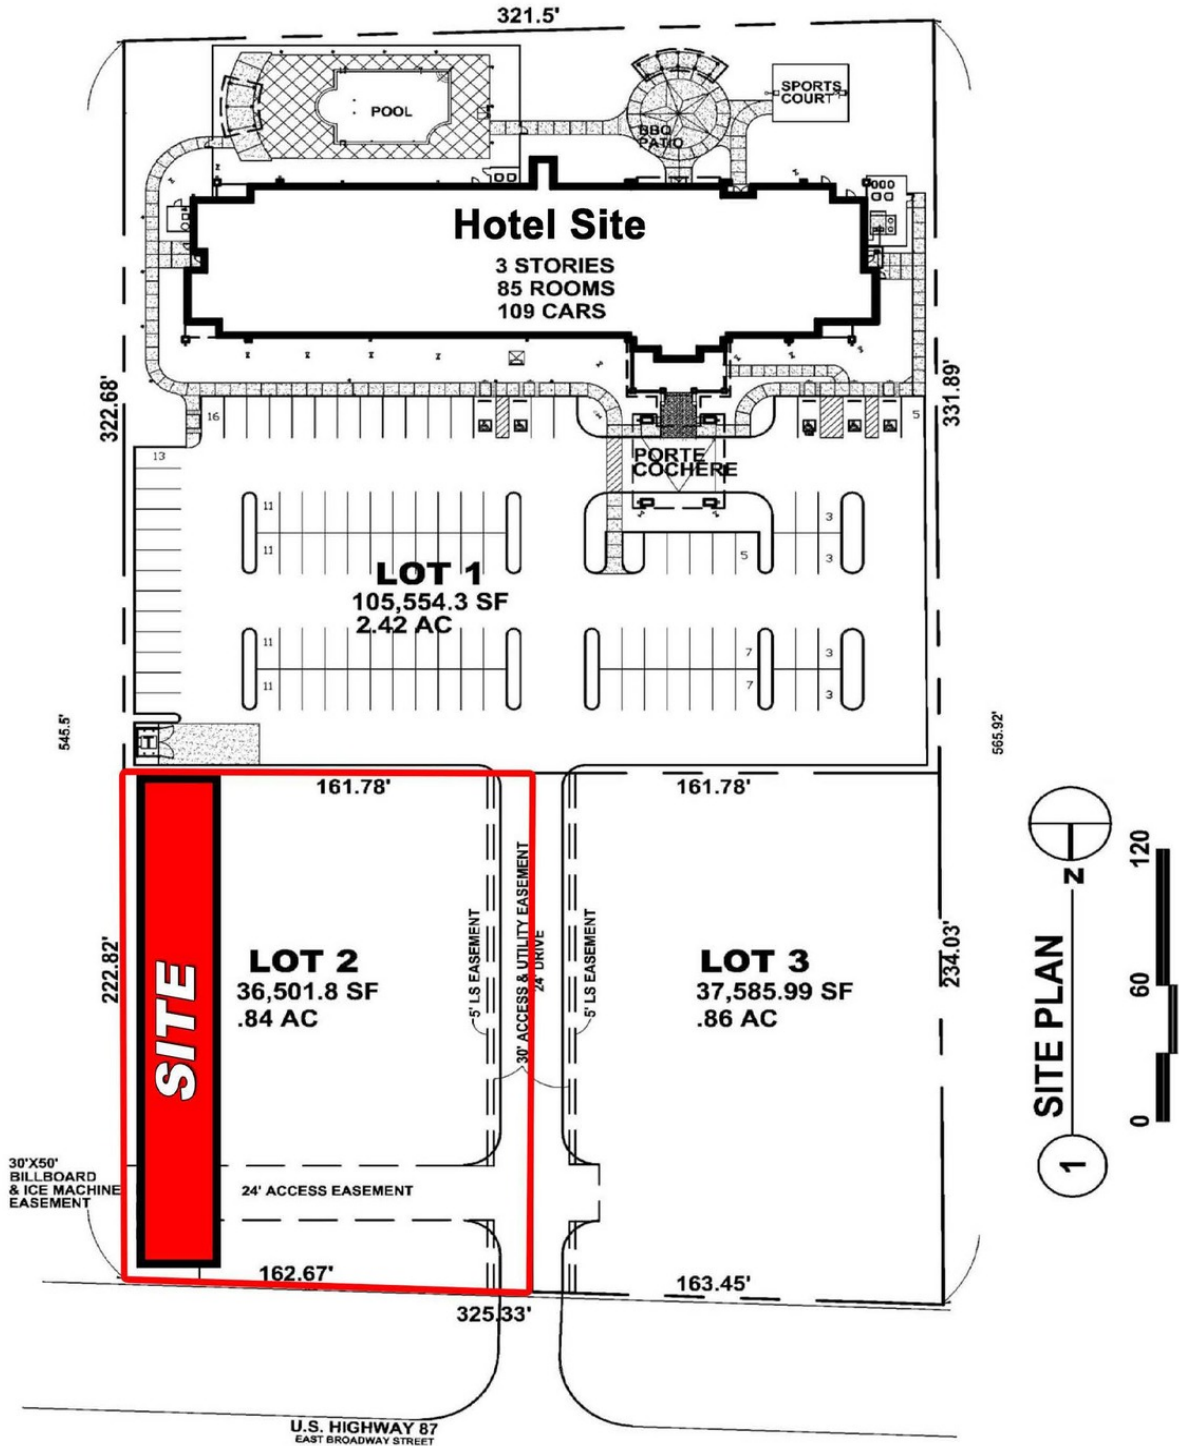 321.5'
POOL
SPORTS
COURT
BBQ
PATIO
Hotel Site
3 STORIES
85 ROOMS
109 CARS
322.68'
331.89'
16
5
13
PORTE
COCHERE
11
3
11
5
3
LOT 1
105,554.3 SF
2.42 AC
11
7
3
11
7
3
545.5'
565.92'
T
161.78'
161.78'
222.82'
SITE
LOT 2
36,501.8 SF
.84 AC
5' LS EASEMENT
30' ACCESS & UTILITY EASEMENT
24' DRIVE
5' LS EASEMENT
LOT 3
37,585.99 SF
.86 AC
234.03'
30'X50'
BILLBOARD
& ICE MACHINE
EASEMENT
24' ACCESS EASEMENT
162.67'
163.45'
325.33'
U.S. HIGHWAY 87
EAST BROADWAY STREET
N
SITE PLAN
1
0
60
120